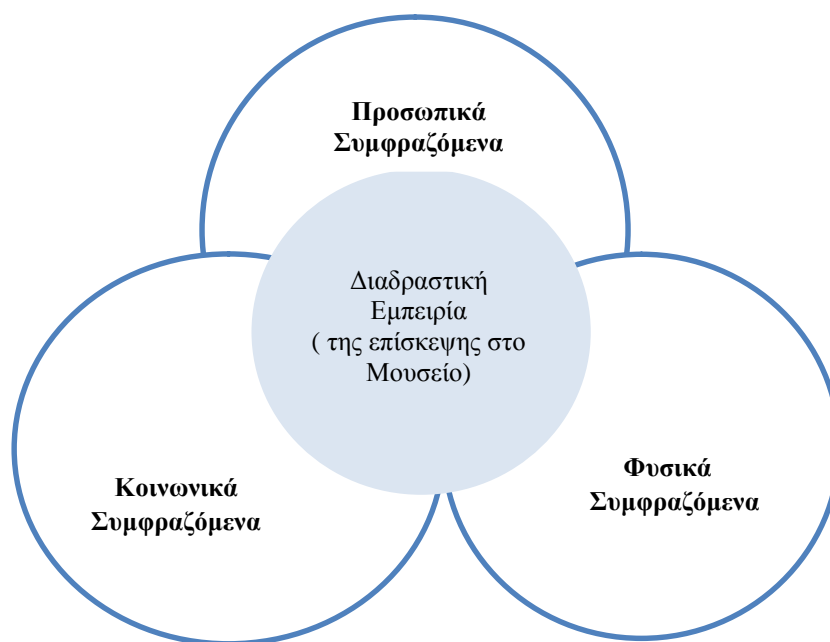 Προσωπικά
Συμφραζόμενα
Διαδραστική
Εμπειρία
( της επίσκεψης στο
Μουσείο)
Κοινωνικά
Συμφραζόμενα
Φυσικά
Συμφραζόμενα